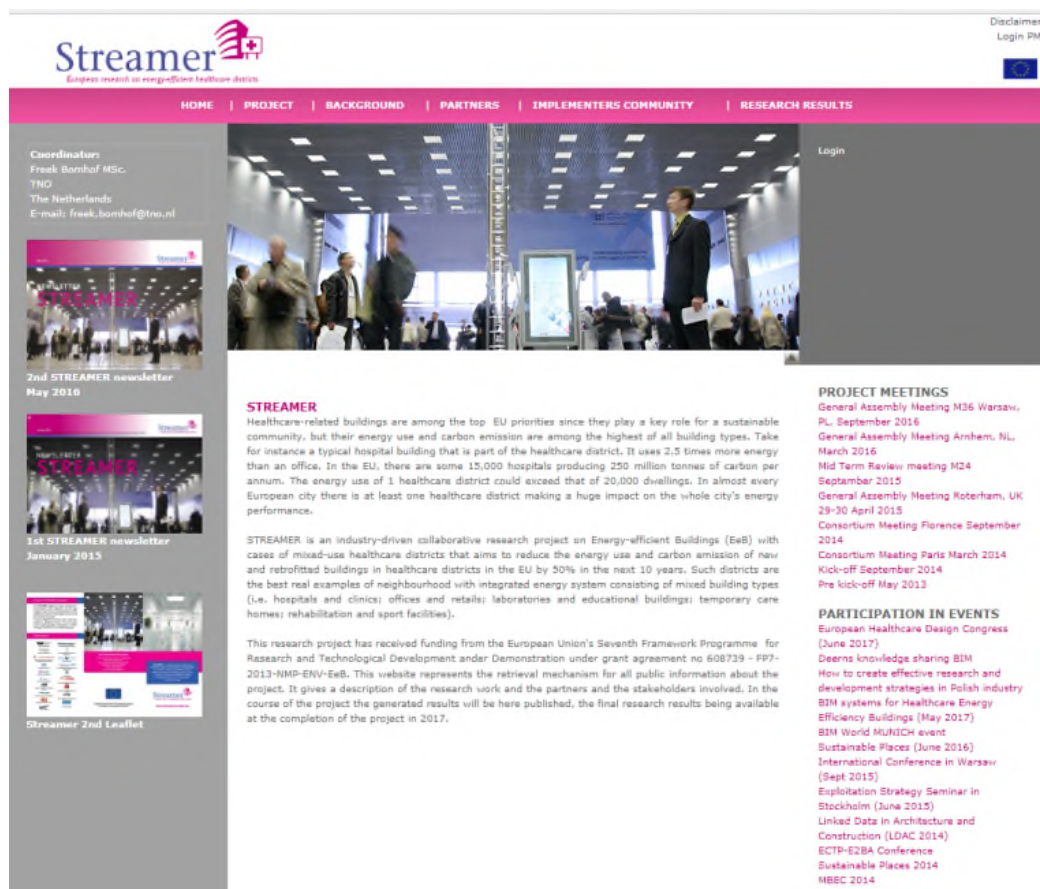 Disclaimer
Login PM
Streamer
European research on energy-efficient healthcare districts
HOME | PROJECT | BACKGROUND | PARTNERS | IMPLEMENTERS COMMUNITY | RESEARCH RESULTS
Coordinator:
Freek Bomhof MSc.
TNO
The Netherlands
E-mail: freek.bomhof@tno.nl
Streamer
NEWSLETTER
STREAMER
2nd STREAMER newsletter
May 2016
Streamer
NEWSLETTER
STREAMER
1st STREAMER newsletter
January 2015
Streamer
Streamer 2nd Leaflet
Login
STREAMER
Healthcare-related buildings are among the top EU priorities since they play a key role for a sustainable
community, but their energy use and carbon emission are among the highest of all building types. Take
for instance a typical hospital building that is part of the healthcare district. It uses 2.5 times more energy
than an office. In the EU, there are some 15,000 hospitals producing 250 million tonnes of carbon per
annum. The energy use of 1 healthcare district could exceed that of 20,000 dwellings. In almost every
European city there is at least one healthcare district making a huge impact on the whole city's energy
performance.
STREAMER is an industry-driven collaborative research project on Energy-efficient Buildings (EeB) with
cases of mixed-use healthcare districts that aims to reduce the energy use and carbon emission of new
and retrofitted buildings in healthcare districts in the EU by 50% in the next 10 years. Such districts are
the best real examples of neighbourhood with integrated energy system consisting of mixed building types
(i.e. hospitals and clinics; offices and retails; laboratories and educational buildings; temporary care
homes; rehabilitation and sport facilities).
This research project has received funding from the European Union's Seventh Framework Programme for
Research and Technological Development andar Demonstration under grant agreement no 608739 - FP7-
2013-NMP-ENV-EeB. This website represents the retrieval mechanism for all public information about the
project. It gives a description of the research work and the partners and the stakeholders involved. In the
course of the project the generated results will be here published, the final research results being available
at the completion of the project in 2017.
PROJECT MEETINGS
General Assembly Meeting M36 Warsaw,
PL, September 2016
General Assembly Meeting Arnhem, NL,
March 2016
Mid Term Review meeting M24
September 2015
General Assembly Meeting Roterham, UK
29-30 April 2015
Consortium Meeting Florence September
2014
Consortium Meeting Paris March 2014
Kick-off September 2014
Pre kick-off May 2013
PARTICIPATION IN EVENTS
European Healthcare Design Congress
(June 2017)
Deerns knowledge sharing BIM
How to create effective research and
development strategies in Polish industry
BIM systems for Healthcare Energy
Efficiency Buildings (May 2017)
BIM World MUNICH event
Sustainable Places (June 2016)
International Conference in Warsaw
(Sept 2015)
Exploitation Strategy Seminar in
Stockholm (June 2015)
Linked Data in Architecture and
Construction (LDAC 2014)
ECTP-E2BA Conference
Sustainable Places 2014
MBEC 2014